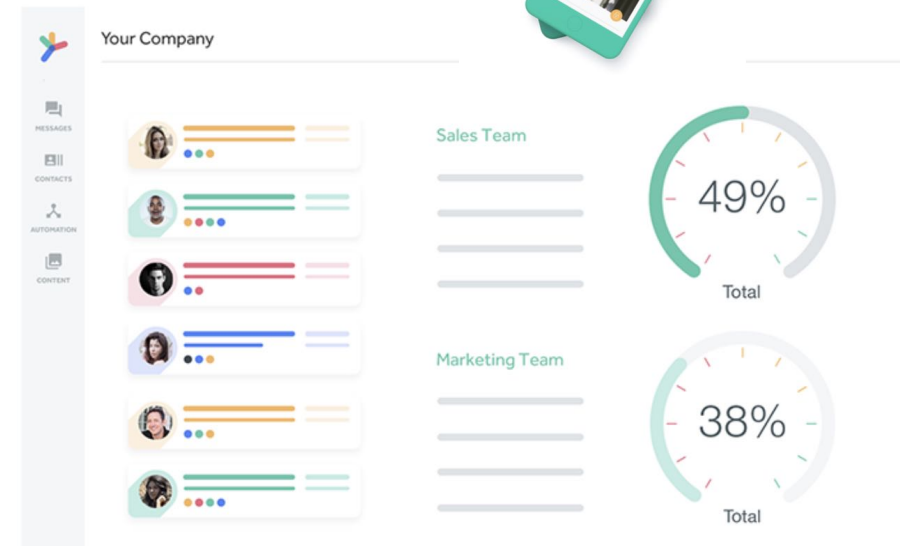 Your Company
MESSAGES
CONTACTS
AUTOMATION
CONTENT
Sales Team
49%
Total
Marketing Team
38%
Total